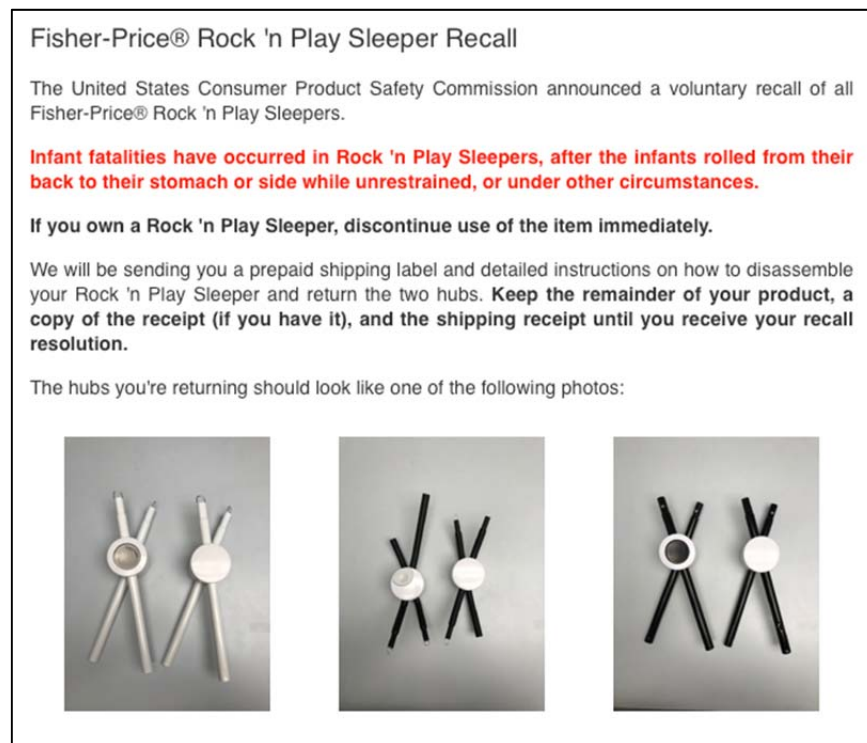 Fisher-Price® Rock 'n Play Sleeper Recall
The United States Consumer Product Safety Commission announced a voluntary recall of all
Fisher-Price® Rock 'n Play Sleepers.
Infant fatalities have occurred in Rock 'n Play Sleepers, after the infants rolled from their
back to their stomach or side while unrestrained, or under other circumstances.
If you own a Rock 'n Play Sleeper, discontinue use of the item immediately.
We will be sending you a prepaid shipping label and detailed instructions on how to disassemble
your Rock 'n Play Sleeper and return the two hubs. Keep the remainder of your product, a
copy of the receipt (if you have it), and the shipping receipt until you receive your recall
resolution.
The hubs you're returning should look like one of the following photos: